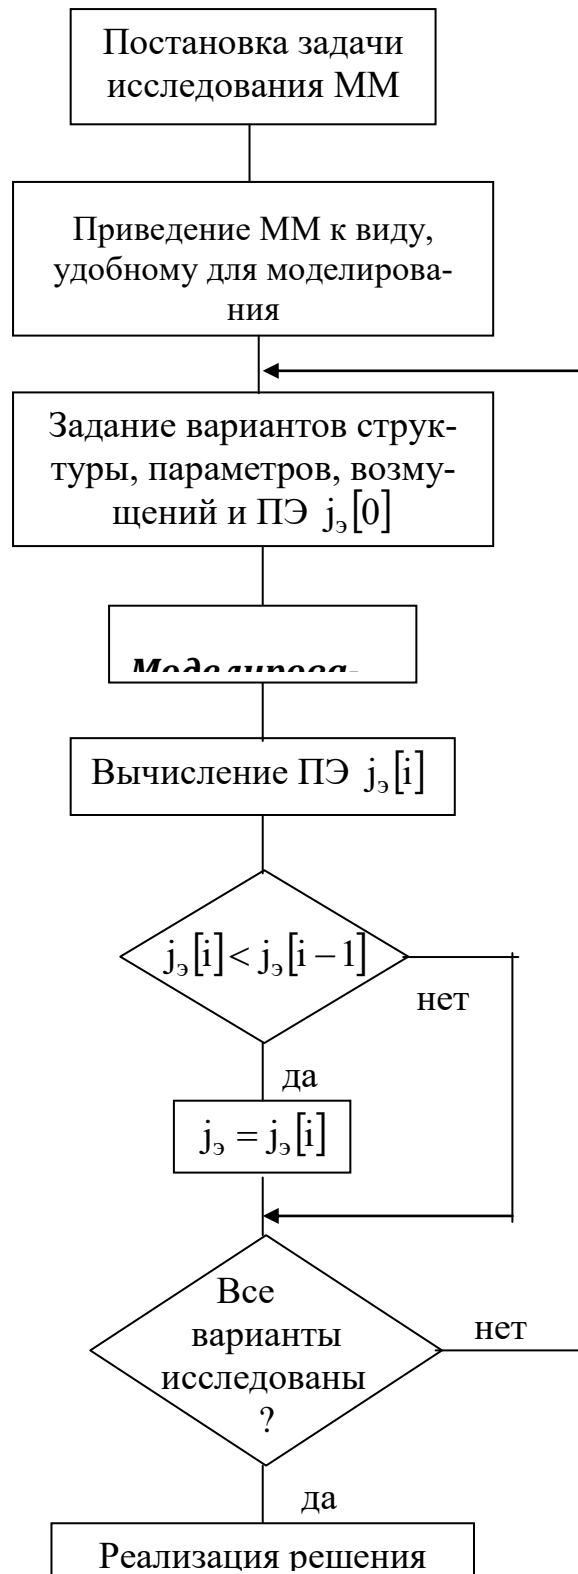 Постановка задачи
исследования ММ
Приведение ММ к виду,
удобному для моделирова-
ния
Задание вариантов струк-
туры, параметров, возму-
щений и ПЭ jэ[0]
Моделирова-
Вычисление ПЭ jэ[i]
jэ[i] < jэ[i − 1]
нет
да
jэ = jэ[i]
Все
варианты
исследованы
?
нет
да
Реализация решения